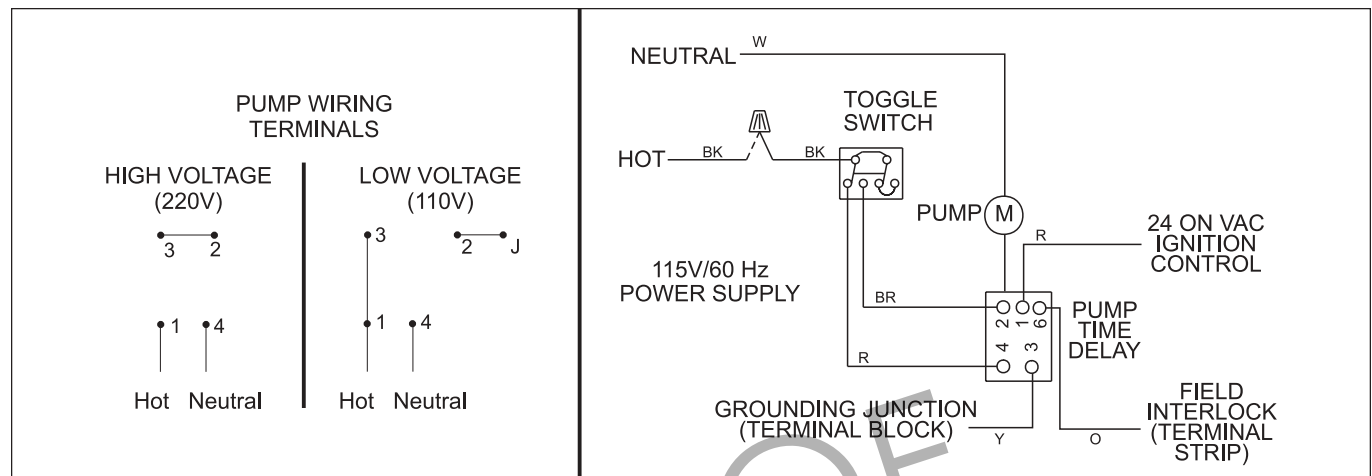 PUMP WIRING
TERMINALS
HIGH VOLTAGE
(220V)
3 2
1 4
Hot Neutral
LOW VOLTAGE
(110V)
3 2 J
1 4
Hot Neutral
NEUTRAL W
TOGGLE
SWITCH
HOT BK BK
PUMP M
115V/60 Hz
POWER SUPPLY
R
24 ON VAC
IGNITION
CONTROL
BR
2 1 6
4 3
PUMP
TIME
DELAY
R
GROUNDING JUNCTION
(TERMINAL BLOCK) Y
O
FIELD
INTERLOCK
(TERMINAL
STRIP)
OF